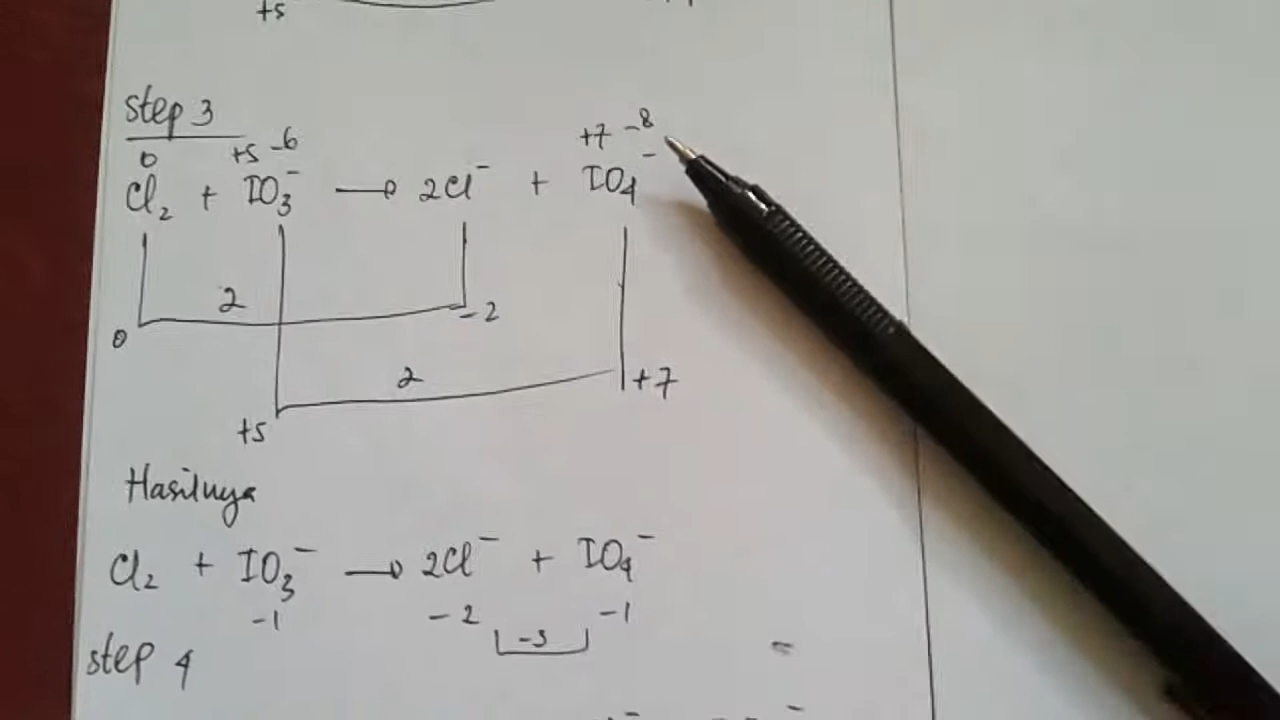 +5
step 3
0 +5 -6 +7 -8
Cl₂ + IO₃⁻ → 2Cl⁻ + IO₄⁻
2
0 -2
2
+5 +7
Hasilnya
Cl₂ + IO₃⁻ → 2Cl⁻ + IO₄⁻
-1 -2 -1
-3
step 4